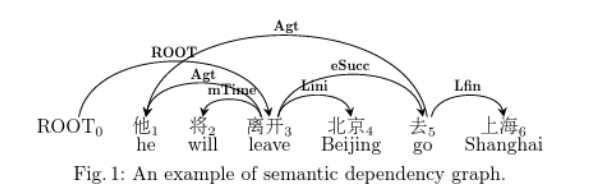 Agt
ROOT
eSucc
Agt
mTime
Lini
Lfin
ROOT0 他1 将2 离开3 北京4 去5 上海6
he will leave Beijing go Shanghai
Fig. 1: An example of semantic dependency graph.